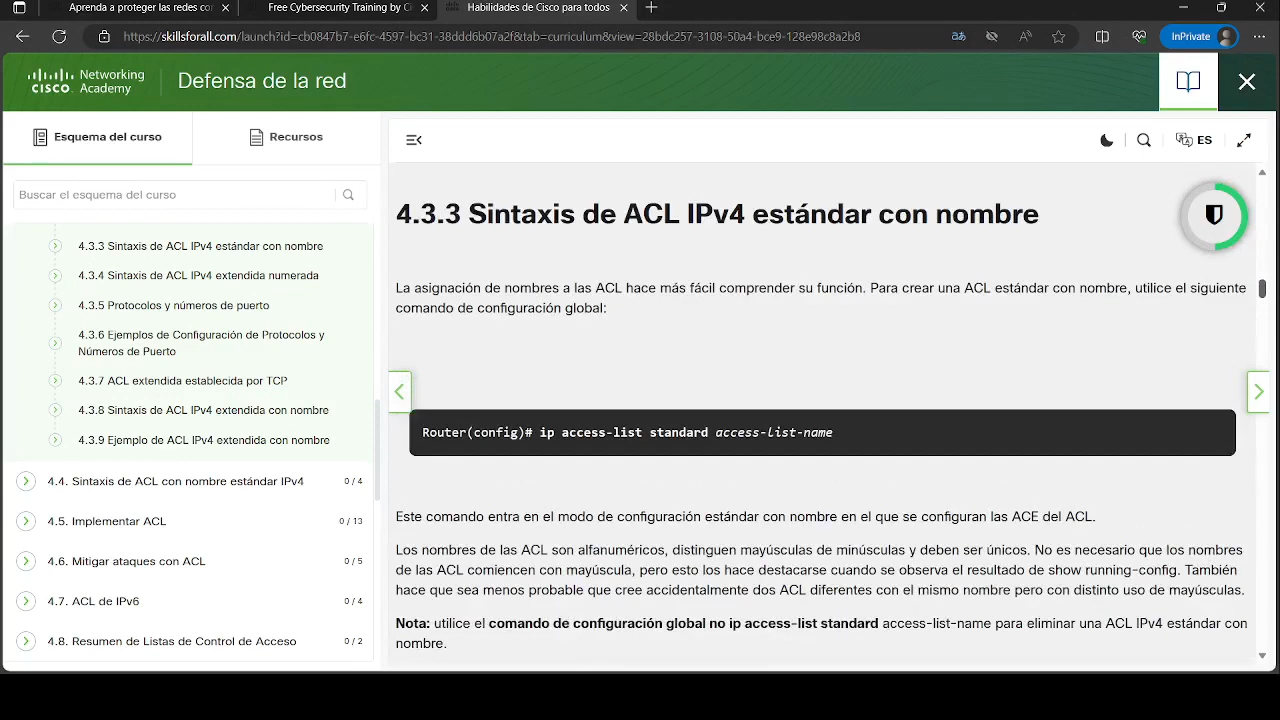 Aprenda a proteger las redes cor
Free Cybersecurity Training by Ci
Habilidades de Cisco para todos
https://skillsforall.com/launch?id=cb0847b7-e6fc-4597-bc31-38ddd6b07a2f&tab=curriculum&view=28bdc257-3108-50a4-bce9-128e98c8a2b8
InPrivate
CISCO Networking
Academy
Defensa de la red
Esquema del curso
Recursos
ES
Buscar el esquema del curso
4.3.3 Sintaxis de ACL IPv4 estándar con nombre
4.3.4 Sintaxis de ACL IPv4 extendida numerada
4.3.5 Protocolos y números de puerto
4.3.6 Ejemplos de Configuración de Protocolos y
Números de Puerto
4.3.7 ACL extendida establecida por TCP
4.3.8 Sintaxis de ACL IPv4 extendida con nombre
4.3.9 Ejemplo de ACL IPv4 extendida con nombre
4.4. Sintaxis de ACL con nombre estándar IPv4 0 / 4
4.5. Implementar ACL 0 / 13
4.6. Mitigar ataques con ACL 0 / 5
4.7. ACL de IPv6 0 / 4
4.8. Resumen de Listas de Control de Acceso 0 / 2
4.3.3 Sintaxis de ACL IPv4 estándar con nombre
La asignación de nombres a las ACL hace más fácil comprender su función. Para crear una ACL estándar con nombre, utilice el siguiente
comando de configuración global:
Router(config)# ip access-list standard access-list-name
Este comando entra en el modo de configuración estándar con nombre en el que se configuran las ACE del ACL.
Los nombres de las ACL son alfanuméricos, distinguen mayúsculas de minúsculas y deben ser únicos. No es necesario que los nombres
de las ACL comiencen con mayúscula, pero esto los hace destacarse cuando se observa el resultado de show running-config. También
hace que sea menos probable que cree accidentalmente dos ACL diferentes con el mismo nombre pero con distinto uso de mayúsculas.
Nota: utilice el comando de configuración global no ip access-list standard access-list-name para eliminar una ACL IPv4 estándar con
nombre.